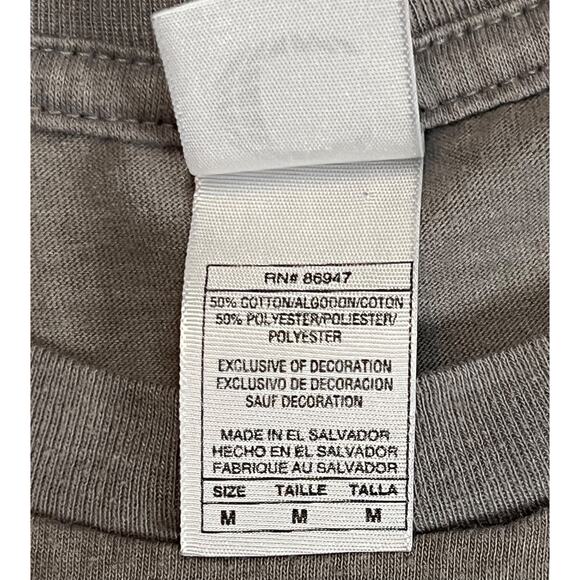 RN# 86947
50% COTTON/ALGODON/COTON
50% POLYESTER/POLIESTER/
POLYESTER
EXCLUSIVE OF DECORATION
EXCLUSIVO DE DECORACION
SAUF DECORATION
MADE IN EL SALVADOR
HECHO EN EL SALVADOR
FABRIQUE AU SALVADOR
SIZE TAILLE TALLA
M M M